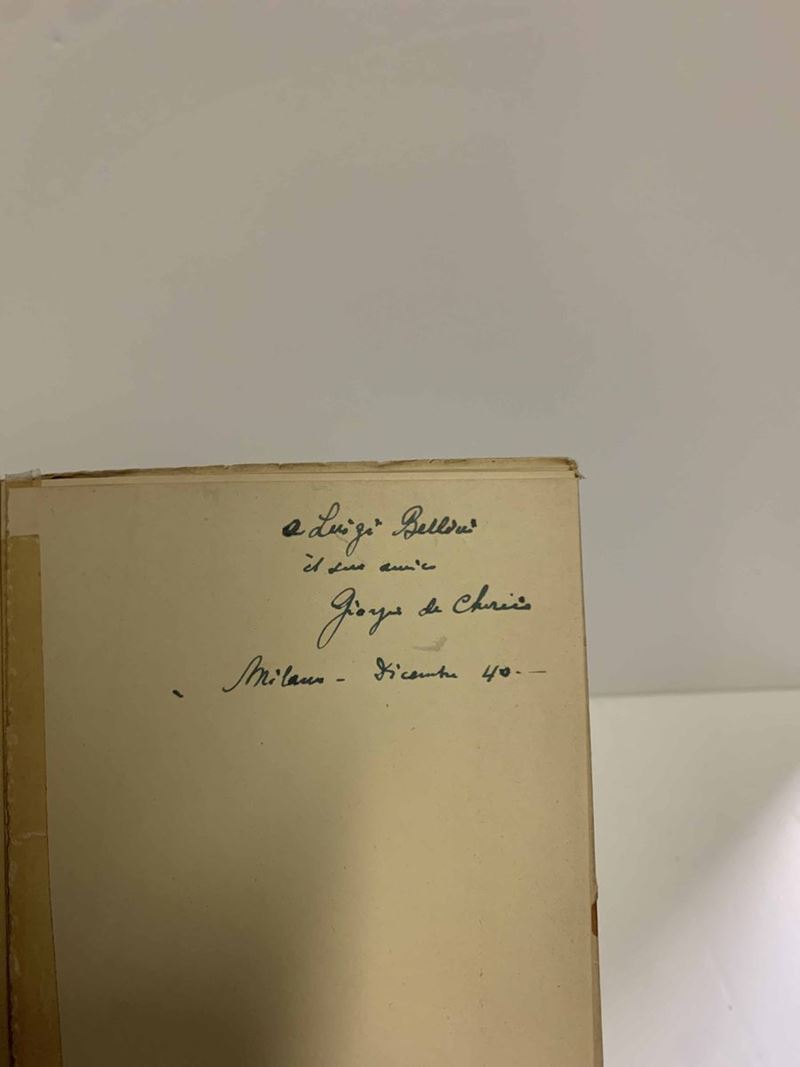 a Luigi Bellini
il suo amico
Giorgio de Chirico
Milano - Dicembre 40. —